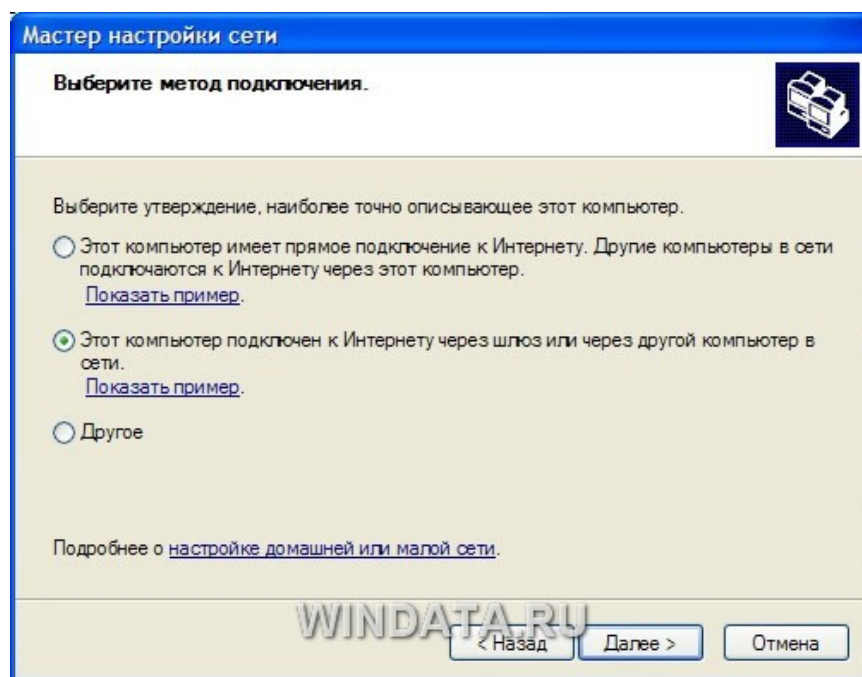 Мастер настройки сети
Выберите метод подключения.
Выберите утверждение, наиболее точно описывающее этот компьютер.
Этот компьютер имеет прямое подключение к Интернету. Другие компьютеры в сети
подключаются к Интернету через этот компьютер.
Показать пример.
Этот компьютер подключен к Интернету через шлюз или через другой компьютер в
сети.
Показать пример.
Другое
Подробнее о настройке домашней или малой сети.
WINDATA.RU
< Назад Далее > Отмена